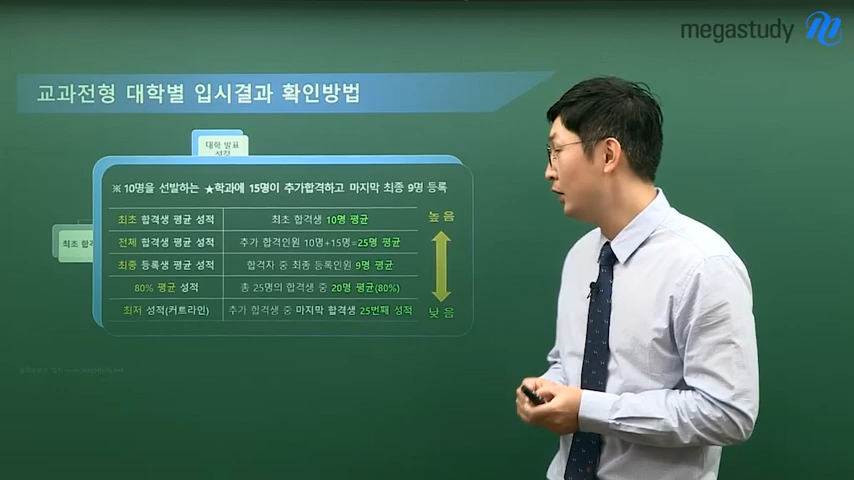 megastudy
교과전형 대학별 입시결과 확인방법
대학 발표
성적
※ 10명을 선발하는 ★학과에 15명이 추가합격하고 마지막 최종 9명 등록
최초 합격생 평균 성적 최초 합격생 10명 평균 높음
전체 합격생 평균 성적 추가 합격인원 10명+15명=25명 평균
최초 합격
최종 등록생 평균 성적 합격자 중 최종 등록인원 9명 평균
80% 평균 성적 총 25명의 합격생 중 20명 평균(80%)
최저 성적(커트라인) 추가 합격생 중 마지막 합격생 25번째 성적 낮음